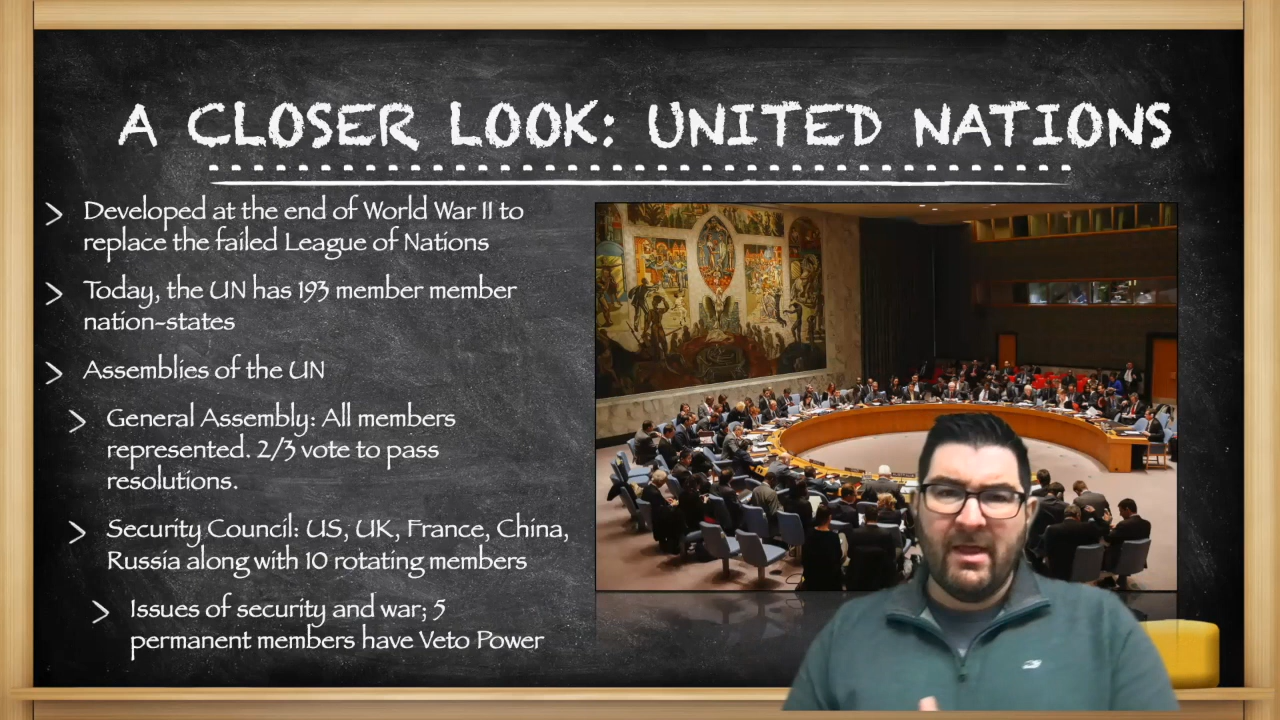 A CLOSER LOOK: UNITED NATIONS
> Developed at the end of World War II to
replace the failed League of Nations
> Today, the UN has 193 member member
nation-states
> Assemblies of the UN
> General Assembly: All members
represented. 2/3 vote to pass
resolutions.
> Security Council: US, UK, France, China,
Russia along with 10 rotating members
> Issues of security and war; 5
permanent members have Veto Power